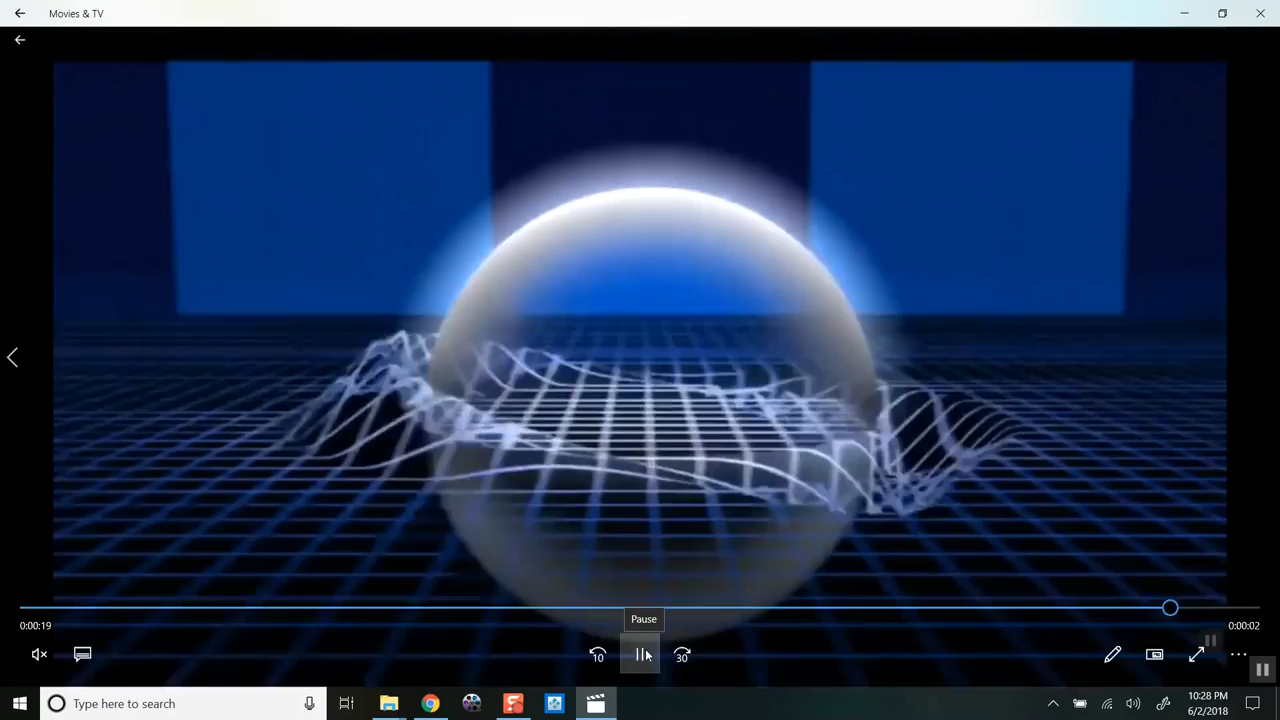 Movies & TV
Pause
0:00:19
0:00:02
10
30
Type here to search
10:28 PM
6/2/2018